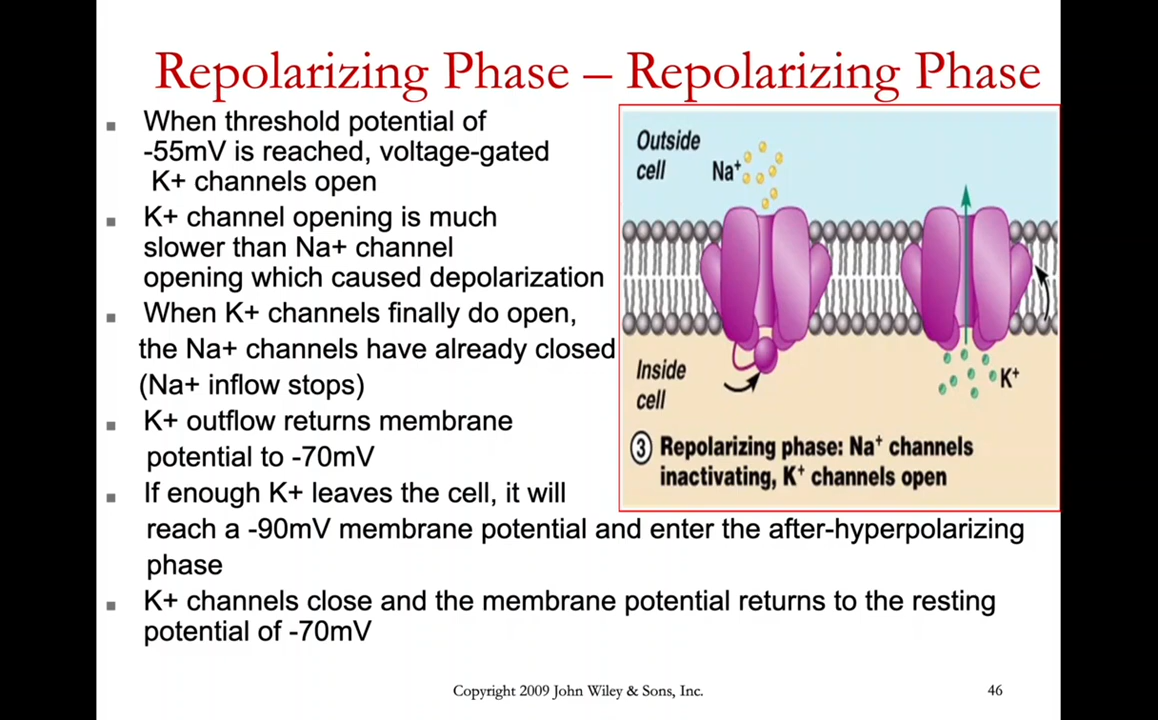 Repolarizing Phase – Repolarizing Phase
When threshold potential of
-55mV is reached, voltage-gated
K+ channels open
K+ channel opening is much
slower than Na+ channel
opening which caused depolarization
When K+ channels finally do open,
the Na+ channels have already closed
(Na+ inflow stops)
K+ outflow returns membrane
potential to -70mV
If enough K+ leaves the cell, it will
reach a -90mV membrane potential and enter the after-hyperpolarizing
phase
K+ channels close and the membrane potential returns to the resting
potential of -70mV
Outside
cell
Na⁺
Inside
cell
K⁺
③ Repolarizing phase: Na⁺ channels
inactivating, K⁺ channels open
Copyright 2009 John Wiley & Sons, Inc.
46